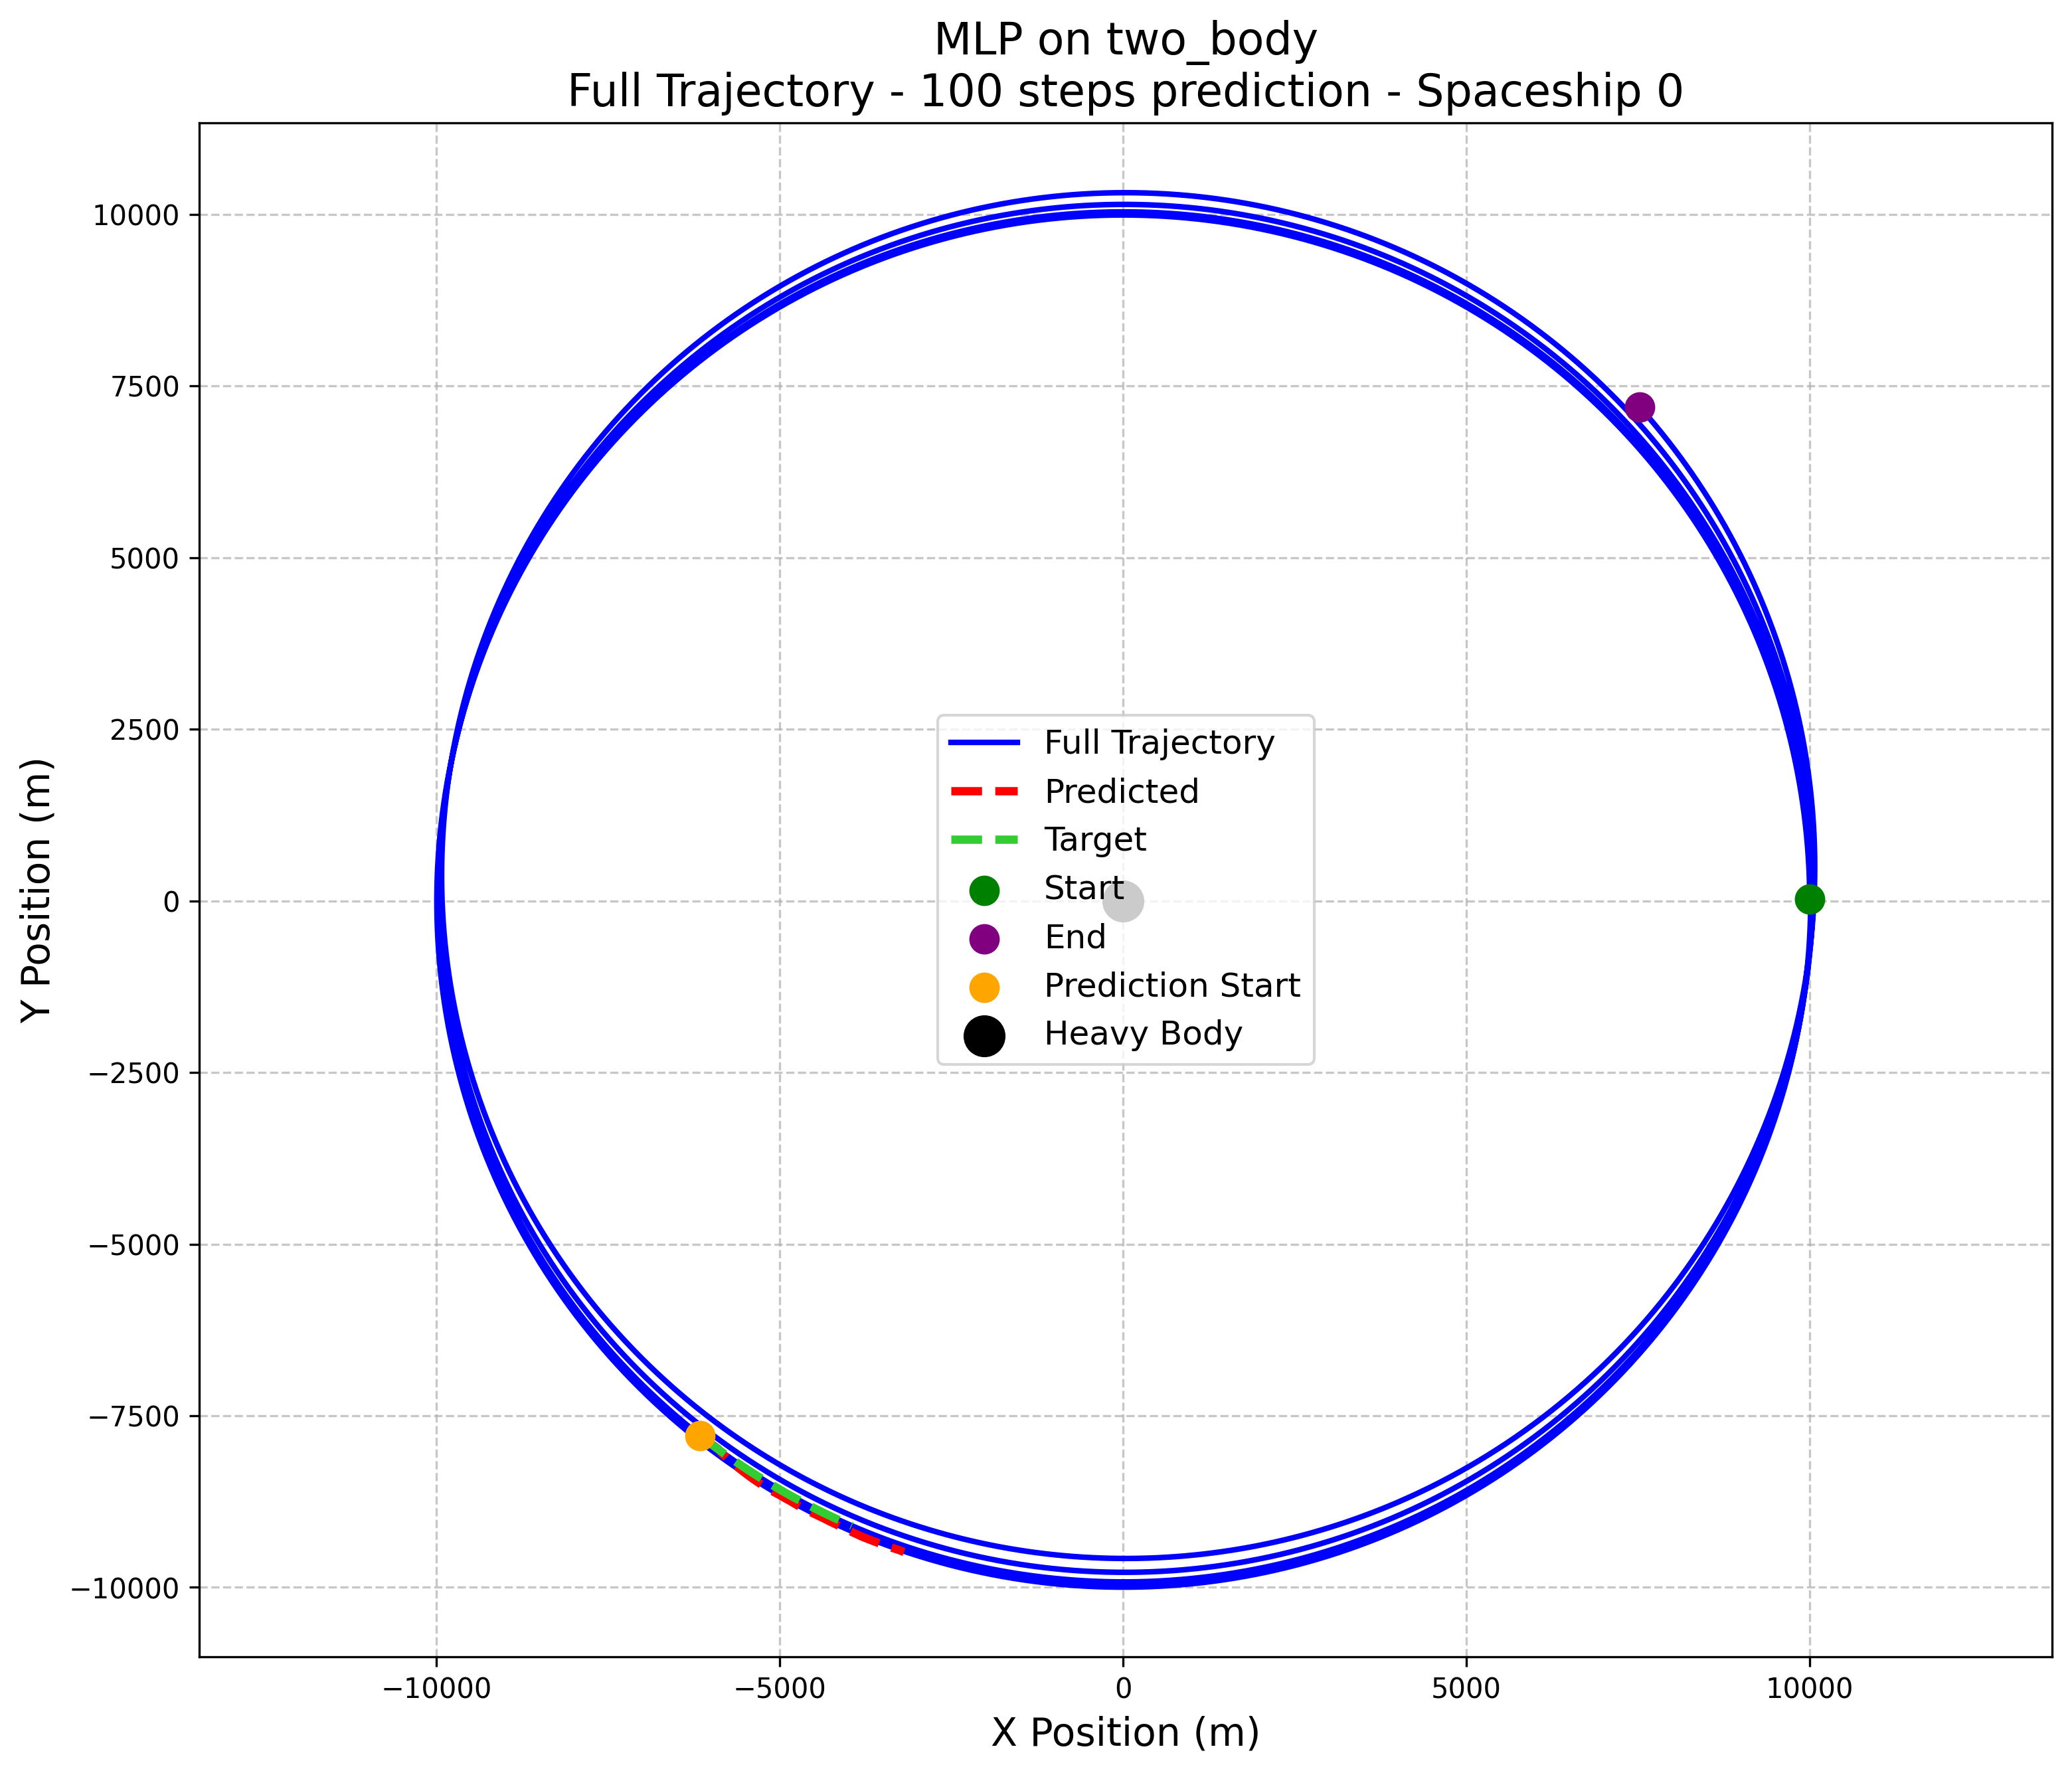 MLP on two_body
Full Trajectory - 100 steps prediction - Spaceship 0
Y Position (m)
10000
7500
5000
2500
0
−2500
−5000
−7500
−10000
Full Trajectory
Predicted
Target
Start
End
Prediction Start
Heavy Body
−10000
−5000
0
5000
10000
X Position (m)